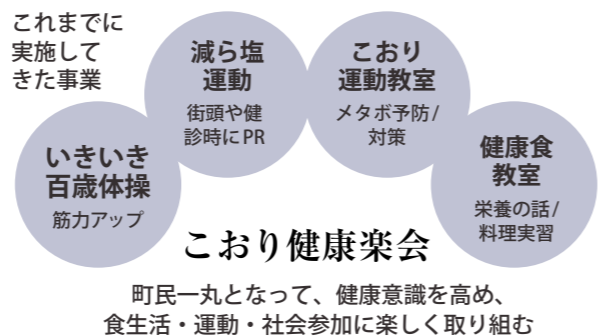 これまでに
実施して
きた事業
いきいき
百歳体操
筋力アップ
減ら塩
運動
街頭や健
診時にPR
こおり
運動教室
メタボ予防/
対策
健康食
教室
栄養の話/
料理実習
こおり健康楽会
町民一丸となって、健康意識を高め、
食生活・運動・社会参加に楽しく取り組む